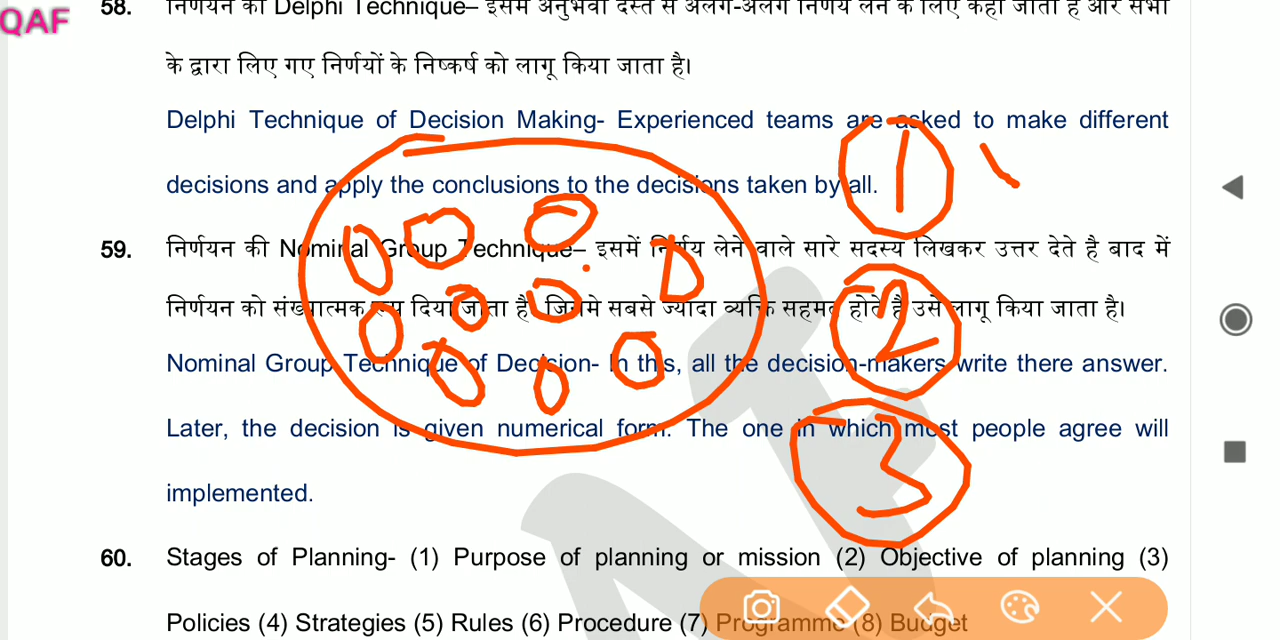 QAF
58. निर्णयन की Delphi Technique– इसमें अनुभवी दस्ते से अलग-अलग निर्णय लेने के लिए कहा जाता है और सभी
के द्वारा लिए गए निर्णयों के निष्कर्ष को लागू किया जाता है।
Delphi Technique of Decision Making- Experienced teams are asked to make different
decisions and apply the conclusions to the decisions taken by all.
1
59. निर्णयन की Nominal Group Technique– इसमें निर्णय लेने वाले सारे सदस्य लिखकर उत्तर देते है बाद में
निर्णयन को संख्यात्मक रूप दिया जाता है जिसमे सबसे ज्यादा व्यक्ति सहमत होते है उसे लागू किया जाता है।
2
Nominal Group Technique of Decision- In this, all the decision-makers write there answer.
Later, the decision is given numerical form. The one in which most people agree will
3
implemented.
60. Stages of Planning- (1) Purpose of planning or mission (2) Objective of planning (3)
Policies (4) Strategies (5) Rules (6) Procedure (7) Programme (8) Budget